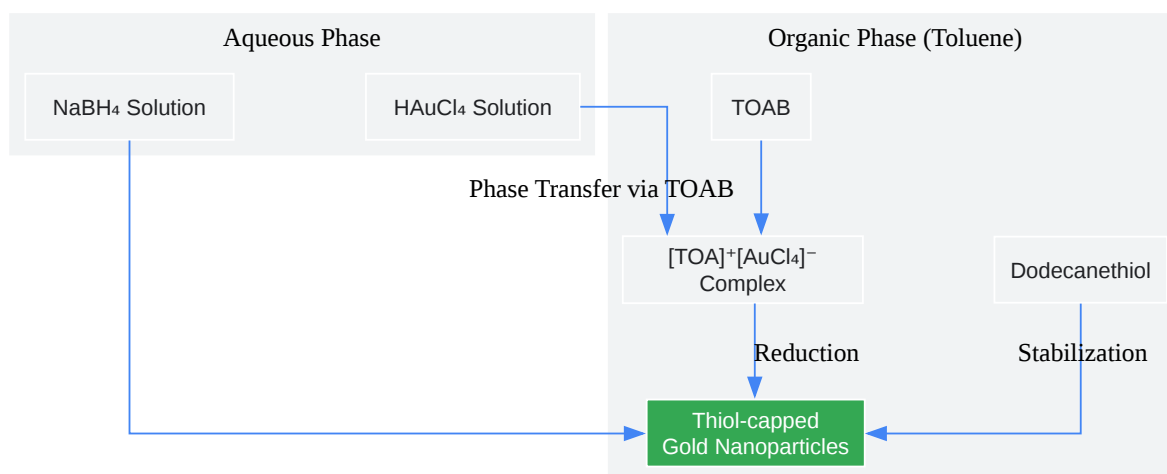 Aqueous Phase
Organic Phase (Toluene)
NaBH₄ Solution
HAuCl₄ Solution
TOAB
Phase Transfer via TOAB
[TOA]⁺[AuCl₄]⁻
Complex
Dodecanethiol
Reduction
Stabilization
Thiol-capped
Gold Nanoparticles